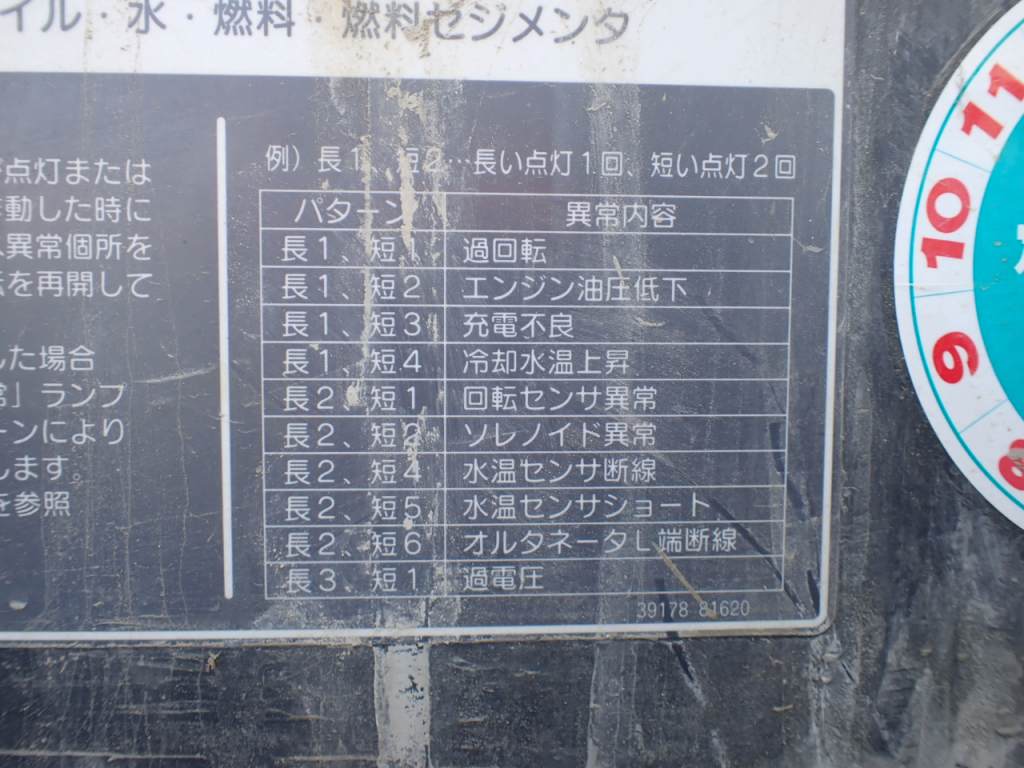 イル・水・燃料・燃料セジメンタ
点灯または
動した時に
異常個所を
を再開して
した場合
」ランプ
ーンにより
します。
を参照
例）長1、短2…長い点灯1回、短い点灯2回
パターン 異常内容
長1、短1 過回転
長1、短2 エンジン油圧低下
長1、短3 充電不良
長1、短4 冷却水温上昇
長2、短1 回転センサ異常
長2、短2 ソレノイド異常
長2、短4 水温センサ断線
長2、短5 水温センサショート
長2、短6 オルタネータL端断線
長3、短1 過電圧
39178 81620
11
10
9
8